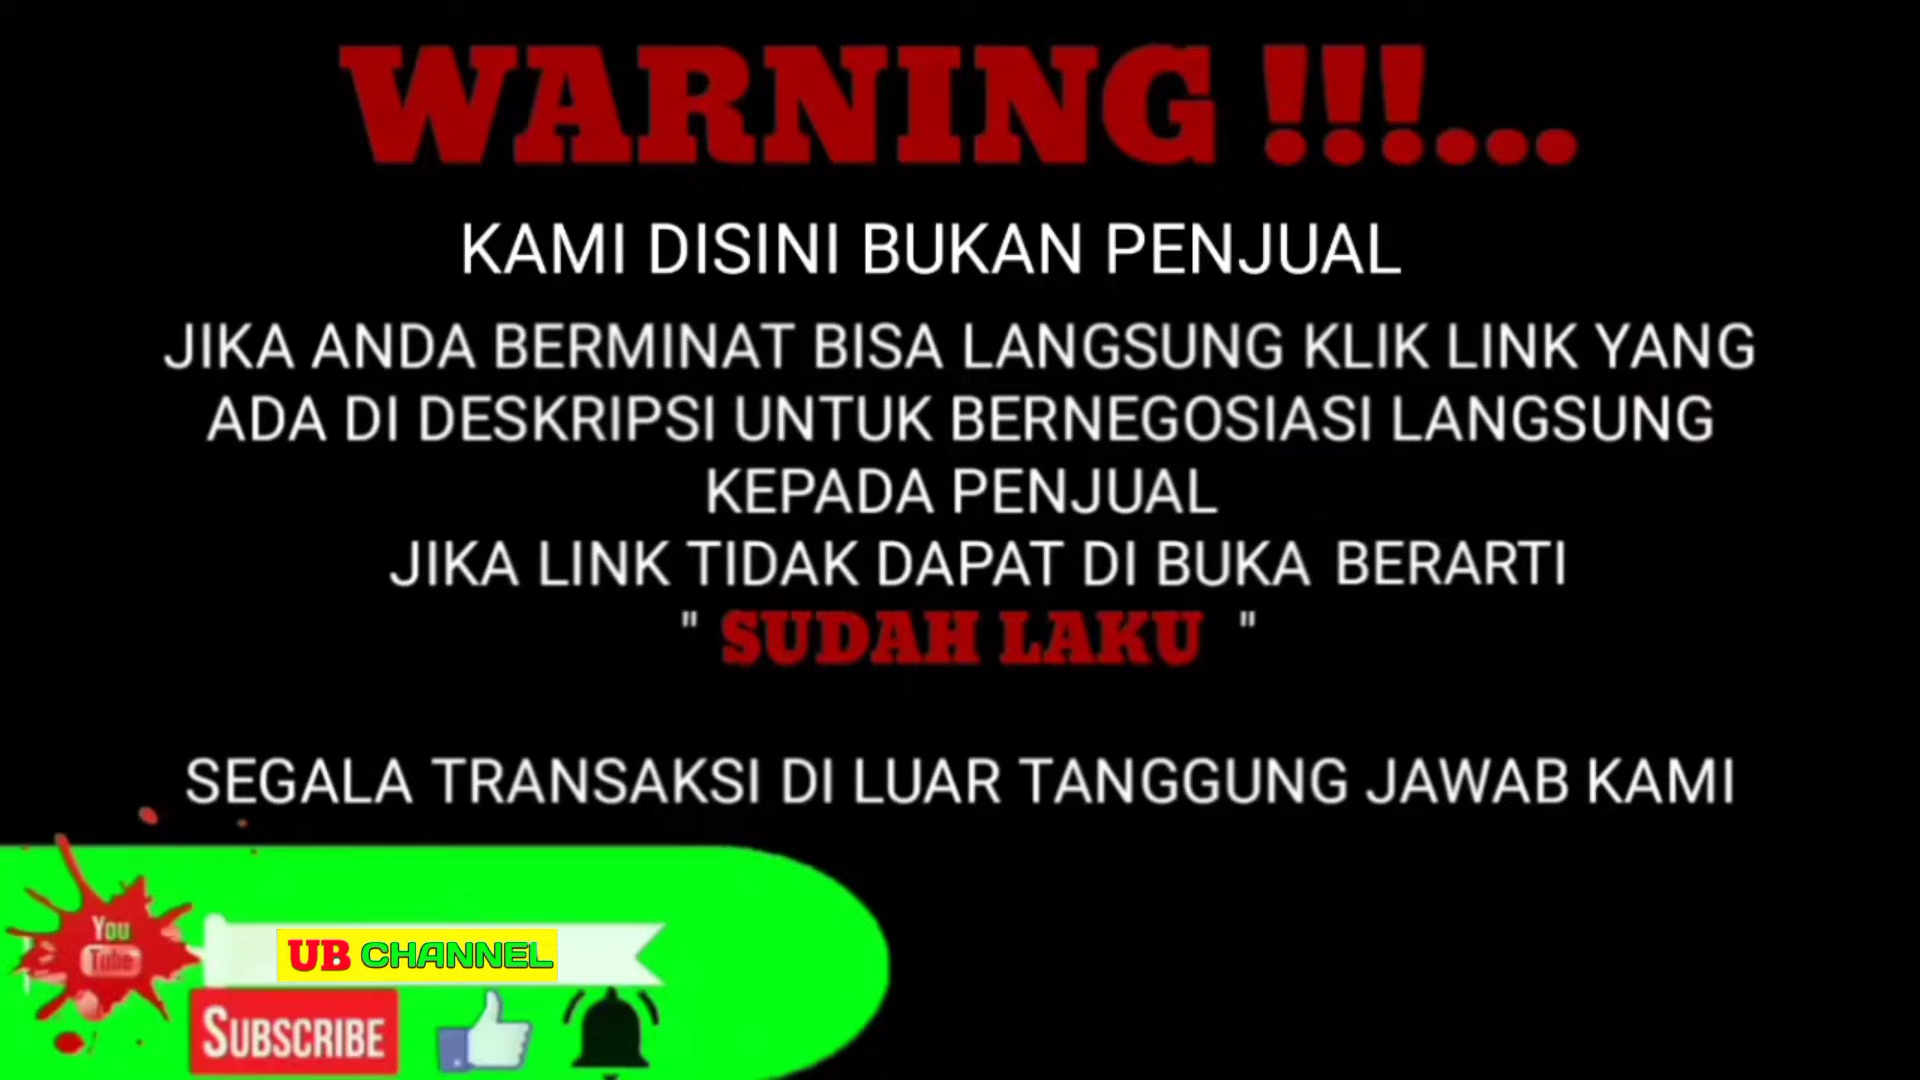 WARNING !!!...
KAMI DISINI BUKAN PENJUAL
JIKA ANDA BERMINAT BISA LANGSUNG KLIK LINK YANG
ADA DI DESKRIPSI UNTUK BERNEGOSIASI LANGSUNG
KEPADA PENJUAL
JIKA LINK TIDAK DAPAT DI BUKA BERARTI
" SUDAH LAKU "
SEGALA TRANSAKSI DI LUAR TANGGUNG JAWAB KAMI
You
Tube
UB CHANNEL
SUBSCRIBE